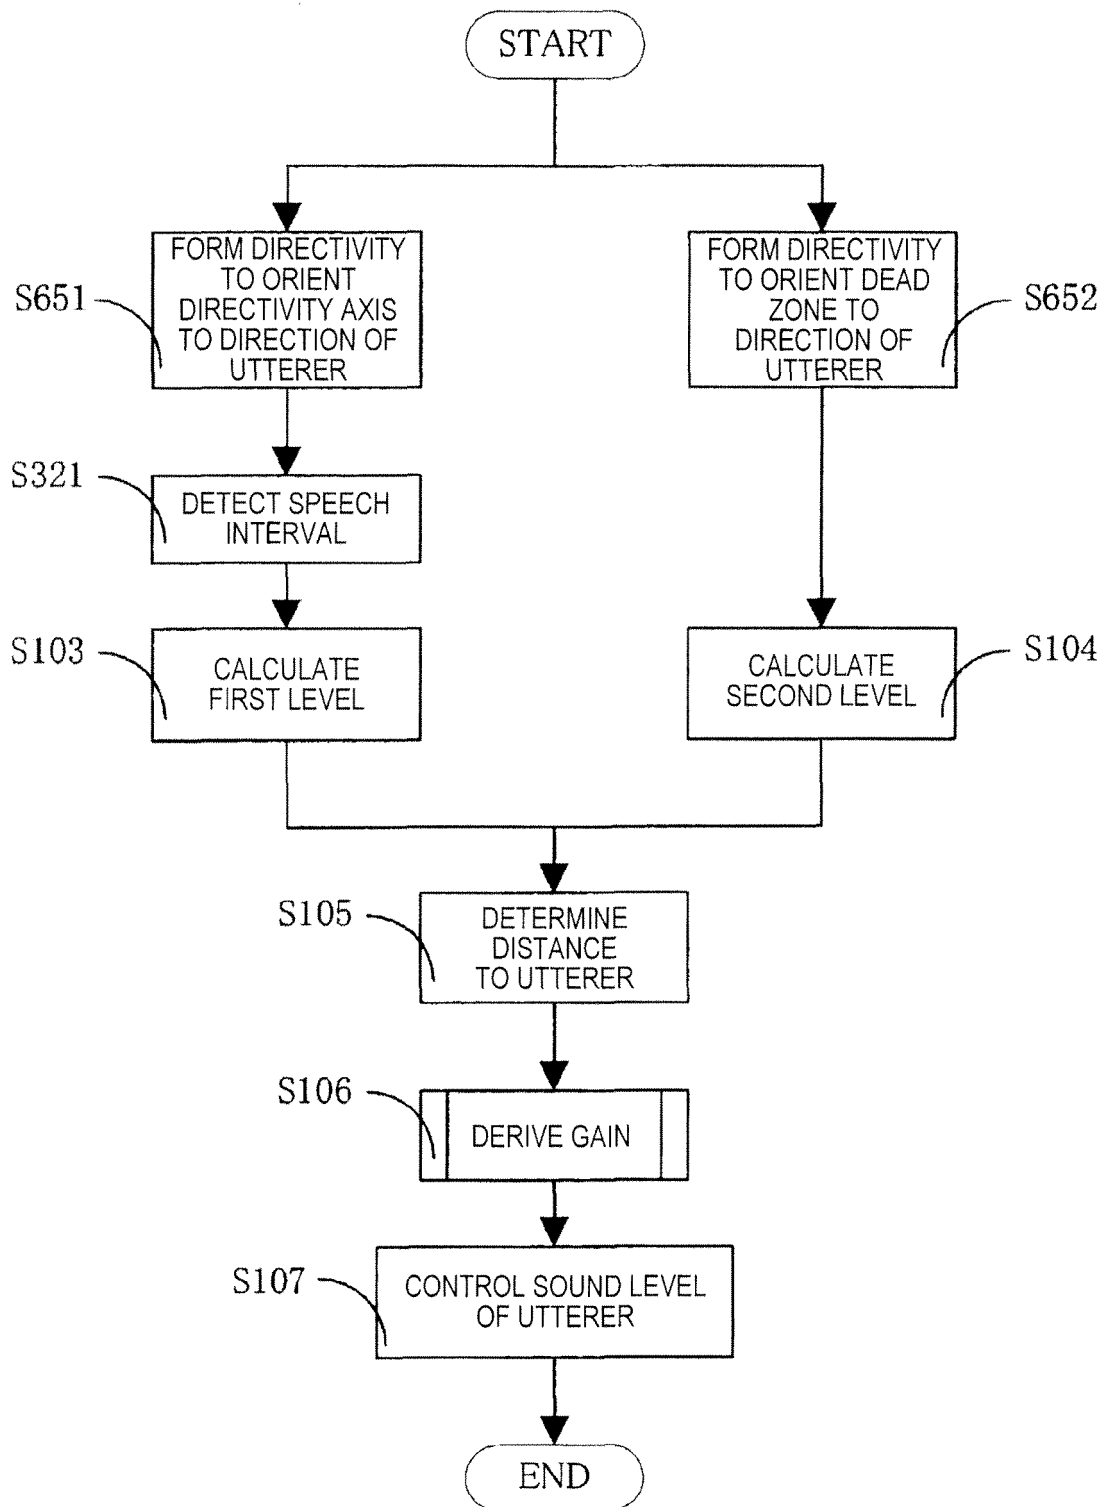 START
FORM DIRECTIVITY
TO ORIENT
DIRECTIVITY AXIS
TO DIRECTION OF
UTTERER
S651
FORM DIRECTIVITY
TO ORIENT DEAD
ZONE TO
DIRECTION OF
UTTERER
S652
S321
DETECT SPEECH
INTERVAL
S103
CALCULATE
FIRST LEVEL
CALCULATE
SECOND LEVEL
S104
S105
DETERMINE
DISTANCE
TO UTTERER
S106
DERIVE GAIN
S107
CONTROL SOUND LEVEL
OF UTTERER
END